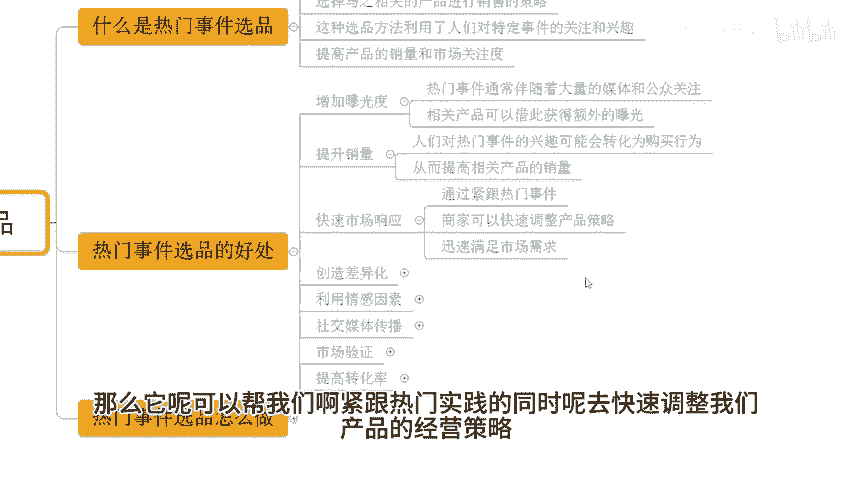 选择与之相关的产品进行销售的策略
什么是热门事件选品
这种选品方法利用了人们对特定事件的关注和兴趣
提高产品的销量和市场关注度
热门事件通常伴随着大量的媒体和公众关注
增加曝光度
相关产品可以借此获得额外的曝光
人们对热门事件的兴趣可能会转化为购买行为
提升销量
从而提高相关产品的销量
通过紧跟热门事件
品
快速市场响应
商家可以快速调整产品策略
热门事件选品的好处
迅速满足市场需求
创造差异化
利用情感因素
社交媒体传播
市场验证
提高转化率
热门事件选品怎么做
那么它呢可以帮我们啊紧跟热门实践的同时呢去快速调整我们
产品的经营策略